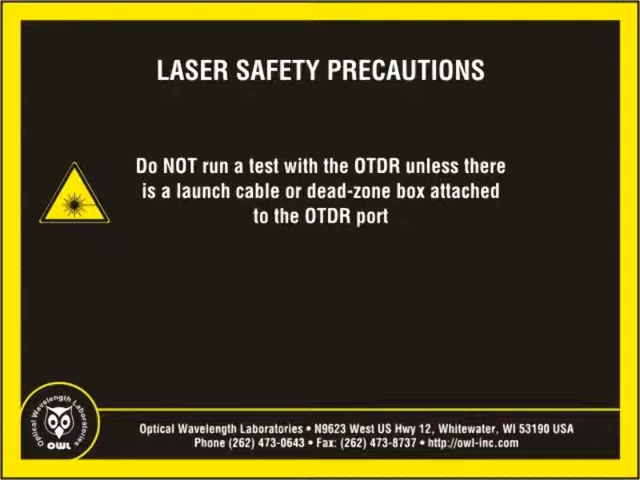 LASER SAFETY PRECAUTIONS
Do NOT run a test with the OTDR unless there
is a launch cable or dead-zone box attached
to the OTDR port
Optical Wavelength Laboratories
OWL
Optical Wavelength Laboratories • N9623 West US Hwy 12, Whitewater, WI 53190 USA
Phone (262) 473-0643 • Fax: (262) 473-8737 • http://owl-inc.com